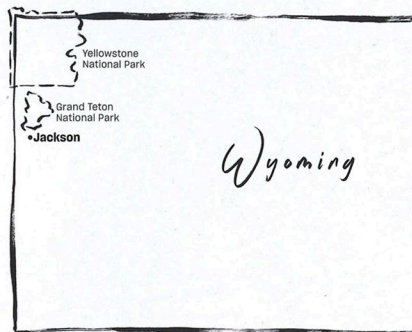 Yellowstone
National Park
Grand Teton
National Park
Jackson
Wyoming